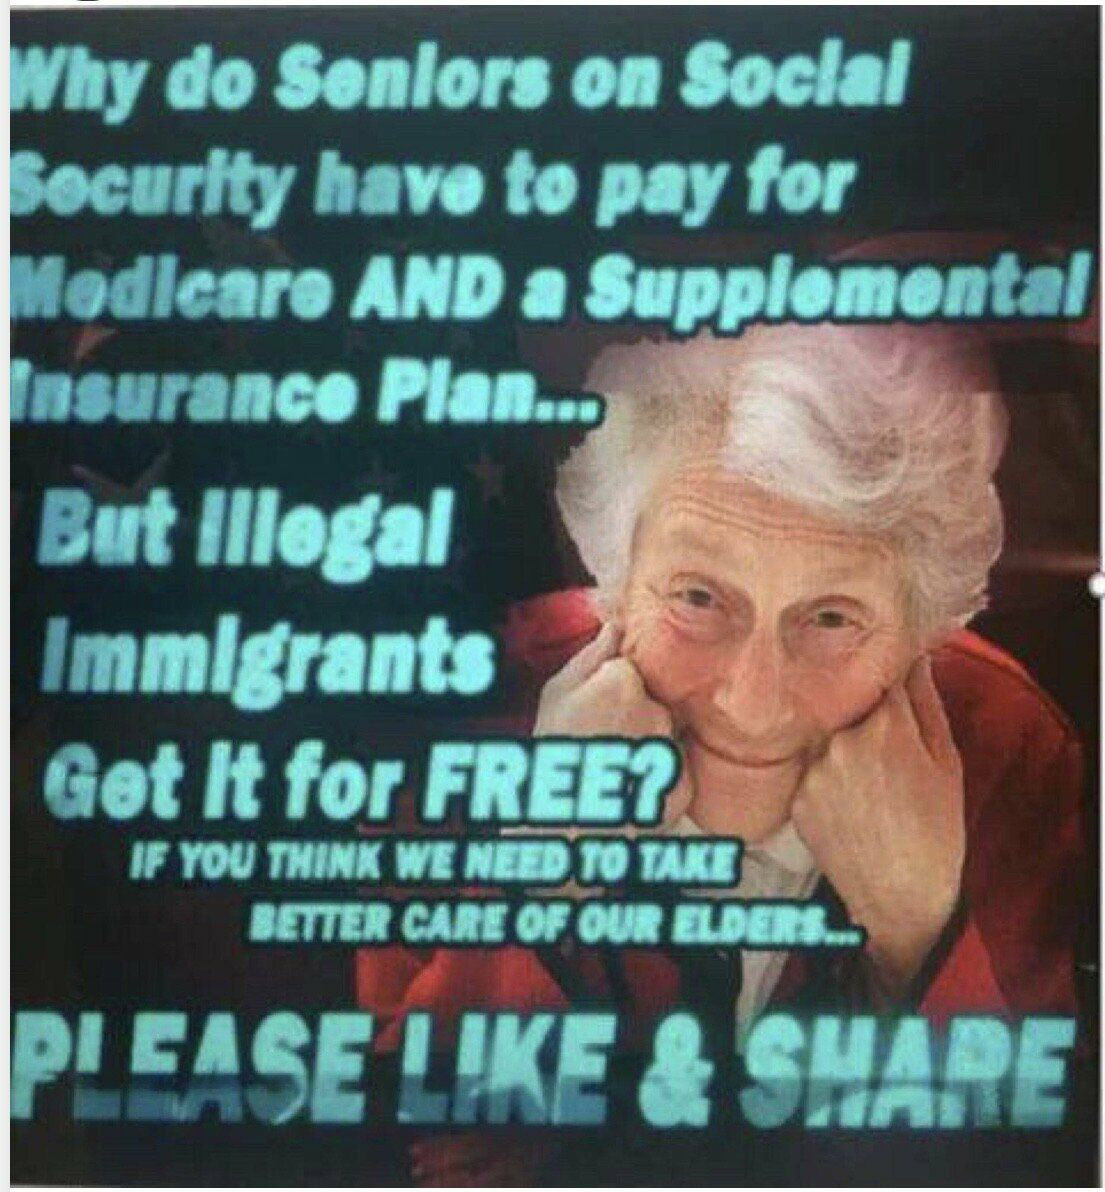 Why do Seniors on Social
Security have to pay for
Medicare AND a Supplemental
Insurance Plan...
But Illegal
Immigrants
Get It for FREE?
IF YOU THINK WE NEED TO TAKE
BETTER CARE OF OUR ELDERS...
PLEASE LIKE & SHARE